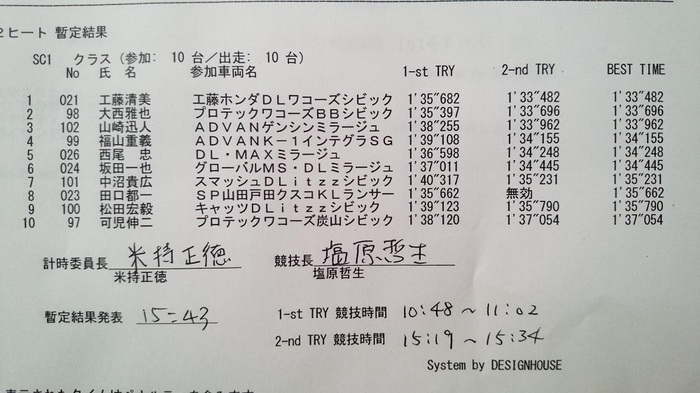 2ヒート 暫定結果
SC1 クラス (参加: 10 台/出走: 10 台)
No 氏 名 参加車両名 1-st TRY 2-nd TRY BEST TIME
1 021 工藤清美 工藤ホンダDLワコーズシビック 1'35"682 1'33"482 1'33"482
2 98 大西雅也 プロテックワコーズBBシビック 1'35"397 1'33"696 1'33"696
3 102 山崎迅人 ADVANゲンシンミラージュ 1'38"255 1'33"962 1'33"962
4 99 福山重義 ADVANK-1インテグラSG 1'39"108 1'34"155 1'34"155
5 026 西尾 忠 DL・MAXミラージュ 1'36"598 1'34"248 1'34"248
6 024 坂田一也 グローバルMS・DLミラージュ 1'37"011 1'34"445 1'34"445
7 101 中沼貴広 スマッシュDLitzzシビック 1'40"317 1'35"231 1'35"231
8 023 田口都一 SP山田戸田クスコKLランサー 1'35"662 無効 1'35"662
9 100 松田宏毅 キャッツDLitzzシビック 1'39"123 1'35"790 1'35"790
10 97 可児伸二 プロテックワコーズ炭山シビック 1'38"120 1'37"054 1'37"054
計時委員長 米持正徳 競技長 塩原哲生
米持正徳 塩原哲生
暫定結果発表 15:43 1-st TRY 競技時間 10:48 ~ 11:02
2-nd TRY 競技時間 15:19 ~ 15:34
System by DESIGNHOUSE